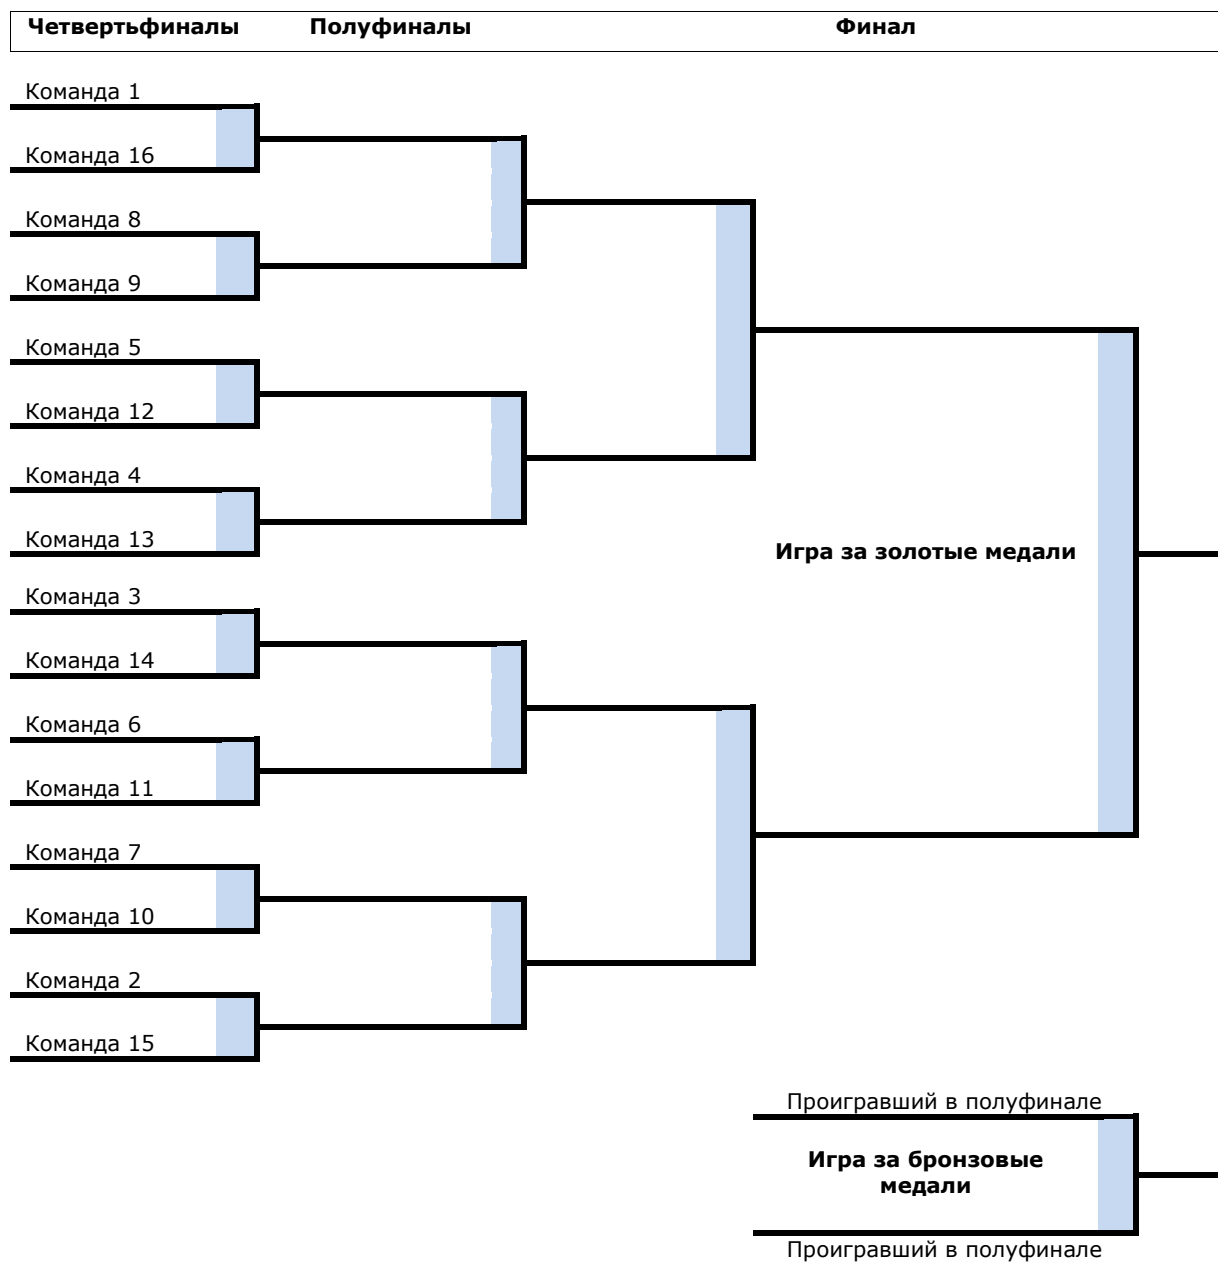 Четвертьфиналы Полуфиналы Финал
Команда 1
Команда 16
Команда 8
Команда 9
Команда 5
Команда 12
Команда 4
Команда 13
Игра за золотые медали
Команда 3
Команда 14
Команда 6
Команда 11
Команда 7
Команда 10
Команда 2
Команда 15
Проигравший в полуфинале
Игра за бронзовые
медали
Проигравший в полуфинале